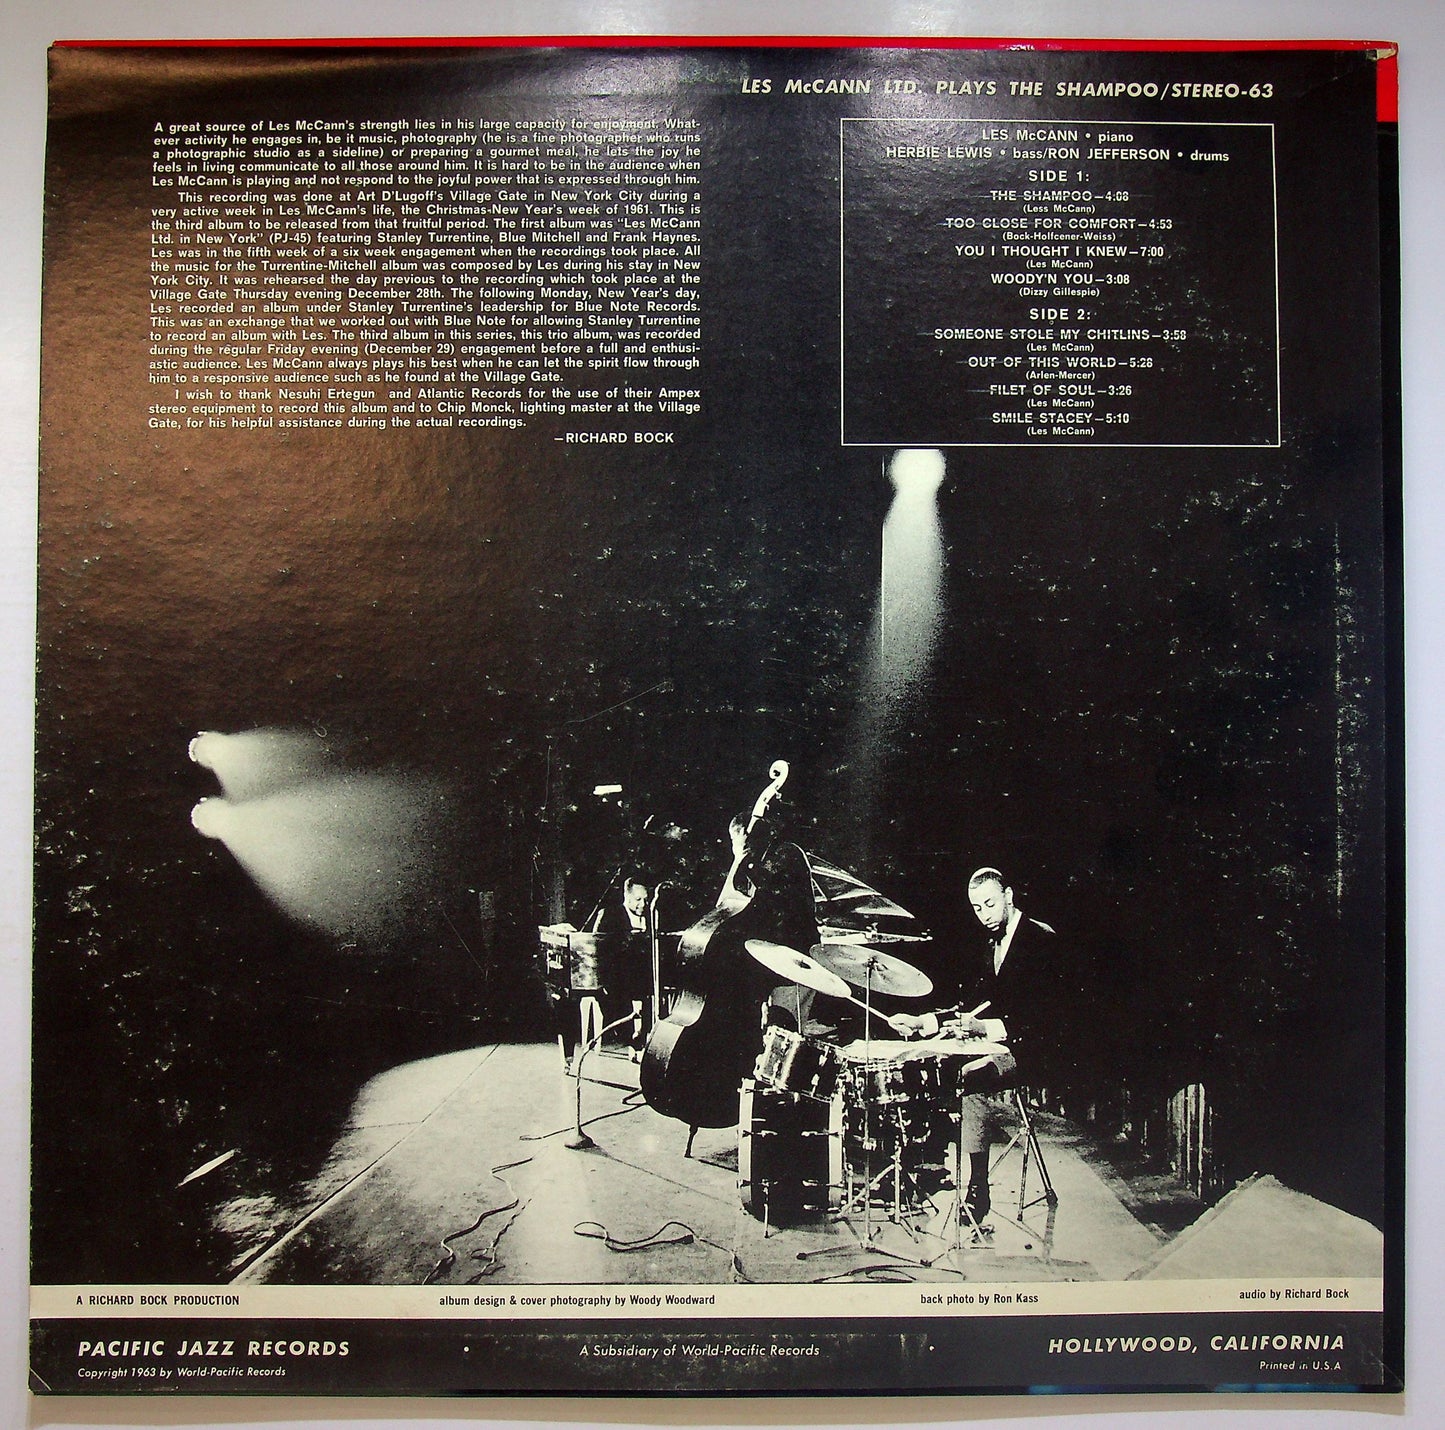 LES McCANN LTD. PLAYS THE SHAMPOO/STEREO-63
A great source of Les McCann's strength lies in his large capacity for enjoyment. What-
ever activity he engages in, be it music, photography (he is a fine photographer who runs
a photographic studio as a sideline) or preparing a gourmet meal, he lets the joy he
feels in living communicate to all those around him. It is hard to be in the audience when
Les McCann is playing and not respond to the joyful power that is expressed through him.
This recording was done at Art D'Lugoff's Village Gate in New York City during a
very active week in Les McCann's life, the Christmas-New Year's week of 1961. This is
the third album to be released from that fruitful period. The first album was "Les McCann
Ltd. in New York" (PJ-45) featuring Stanley Turrentine, Blue Mitchell and Frank Haynes.
Les was in the fifth week of a six week engagement when the recordings took place. All
the music for the Turrentine-Mitchell album was composed by Les during his stay in New
York City. It was rehearsed the day previous to the recording which took place at the
Village Gate Thursday evening December 28th. The following Monday, New Year's day,
Les recorded an album under Stanley Turrentine's leadership for Blue Note Records.
This was an exchange that we worked out with Blue Note for allowing Stanley Turrentine
to record an album with Les. The third album in this series, this trio album, was recorded
during the regular Friday evening (December 29) engagement before a full and enthusi-
astic audience. Les McCann always plays his best when he can let the spirit flow through
him to a responsive audience such as he found at the Village Gate.
I wish to thank Nesuhi Ertegun and Atlantic Records for the use of their Ampex
stereo equipment to record this album and to Chip Monck, lighting master at the Village
Gate, for his helpful assistance during the actual recordings.
—RICHARD BOCK
LES McCANN • piano
HERBIE LEWIS • bass/RON JEFFERSON • drums
SIDE 1:
THE SHAMPOO—4:08
(Less McCann)
TOO CLOSE FOR COMFORT—4:53
(Bock-Holfcener-Weiss)
YOU I THOUGHT I KNEW—7:00
(Les McCann)
WOODY'N YOU—3:08
(Dizzy Gillespie)
SIDE 2:
SOMEONE STOLE MY CHITLINS—3:58
(Les McCann)
OUT OF THIS WORLD—5:28
(Arlen-Mercer)
FILET OF SOUL—3:26
(Les McCann)
SMILE STACEY—5:10
(Les McCann)
A RICHARD BOCK PRODUCTION
album design & cover photography by Woody Woodward
back photo by Ron Kass
audio by Richard Bock
PACIFIC JAZZ RECORDS • A Subsidiary of World-Pacific Records • HOLLYWOOD, CALIFORNIA
Copyright 1963 by World-Pacific Records
Printed in U.S.A